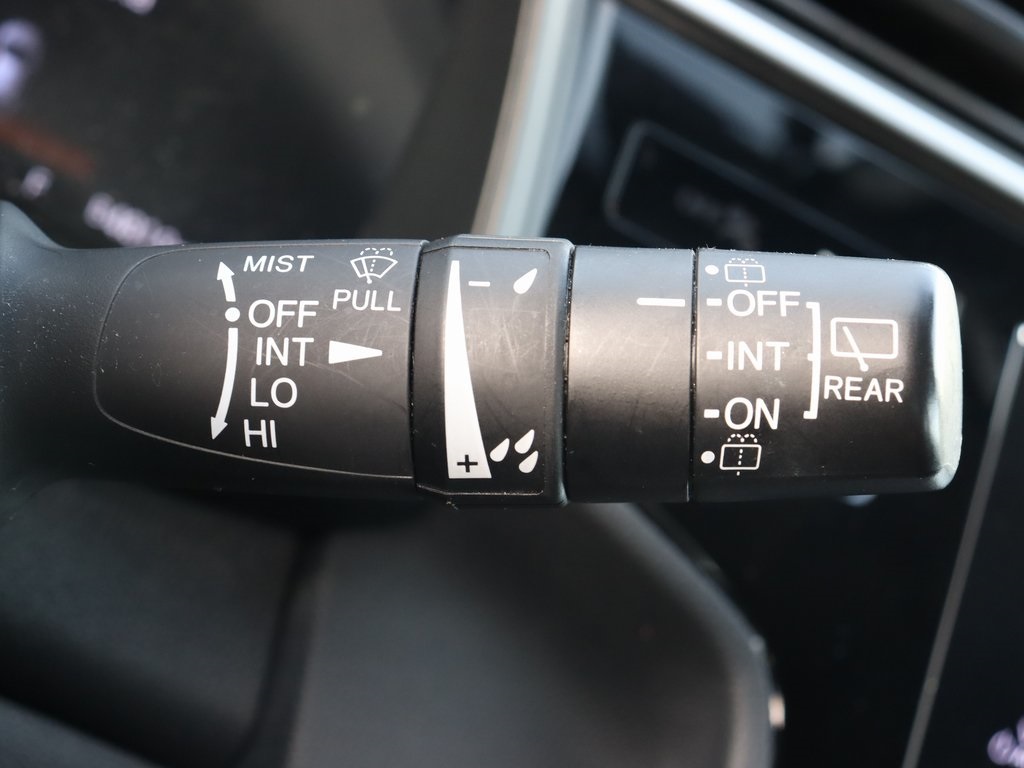 MIST
PULL
OFF
INT
LO
HI
−
+
OFF
INT
ON
REAR